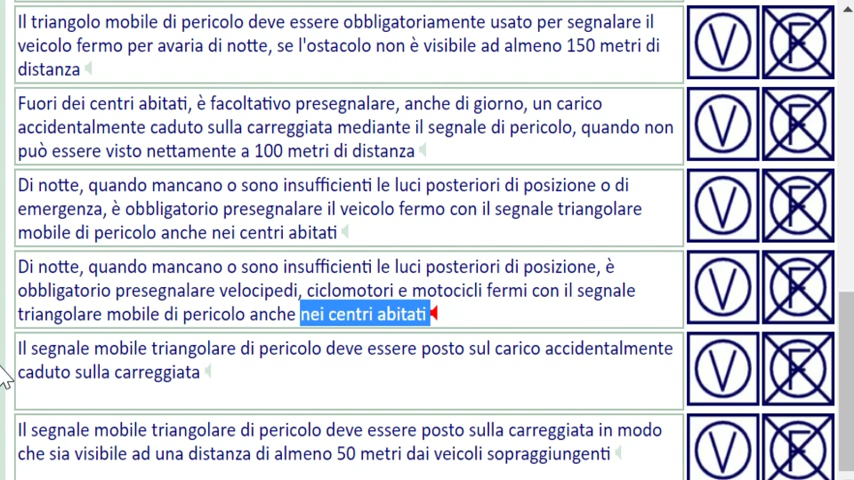 Il triangolo mobile di pericolo deve essere obbligatoriamente usato per segnalare il
veicolo fermo per avaria di notte, se l'ostacolo non è visibile ad almeno 150 metri di
distanza
V F
Fuori dei centri abitati, è facoltativo presegnalare, anche di giorno, un carico
accidentalmente caduto sulla carreggiata mediante il segnale di pericolo, quando non
può essere visto nettamente a 100 metri di distanza
V F
Di notte, quando mancano o sono insufficienti le luci posteriori di posizione o di
emergenza, è obbligatorio presegnalare il veicolo fermo con il segnale triangolare
mobile di pericolo anche nei centri abitati
V F
Di notte, quando mancano o sono insufficienti le luci posteriori di posizione, è
obbligatorio presegnalare velocipedi, ciclomotori e motocicli fermi con il segnale
triangolare mobile di pericolo anche nei centri abitati
V F
Il segnale mobile triangolare di pericolo deve essere posto sul carico accidentalmente
caduto sulla carreggiata
V F
Il segnale mobile triangolare di pericolo deve essere posto sulla carreggiata in modo
che sia visibile ad una distanza di almeno 50 metri dai veicoli sopraggiungenti
V F